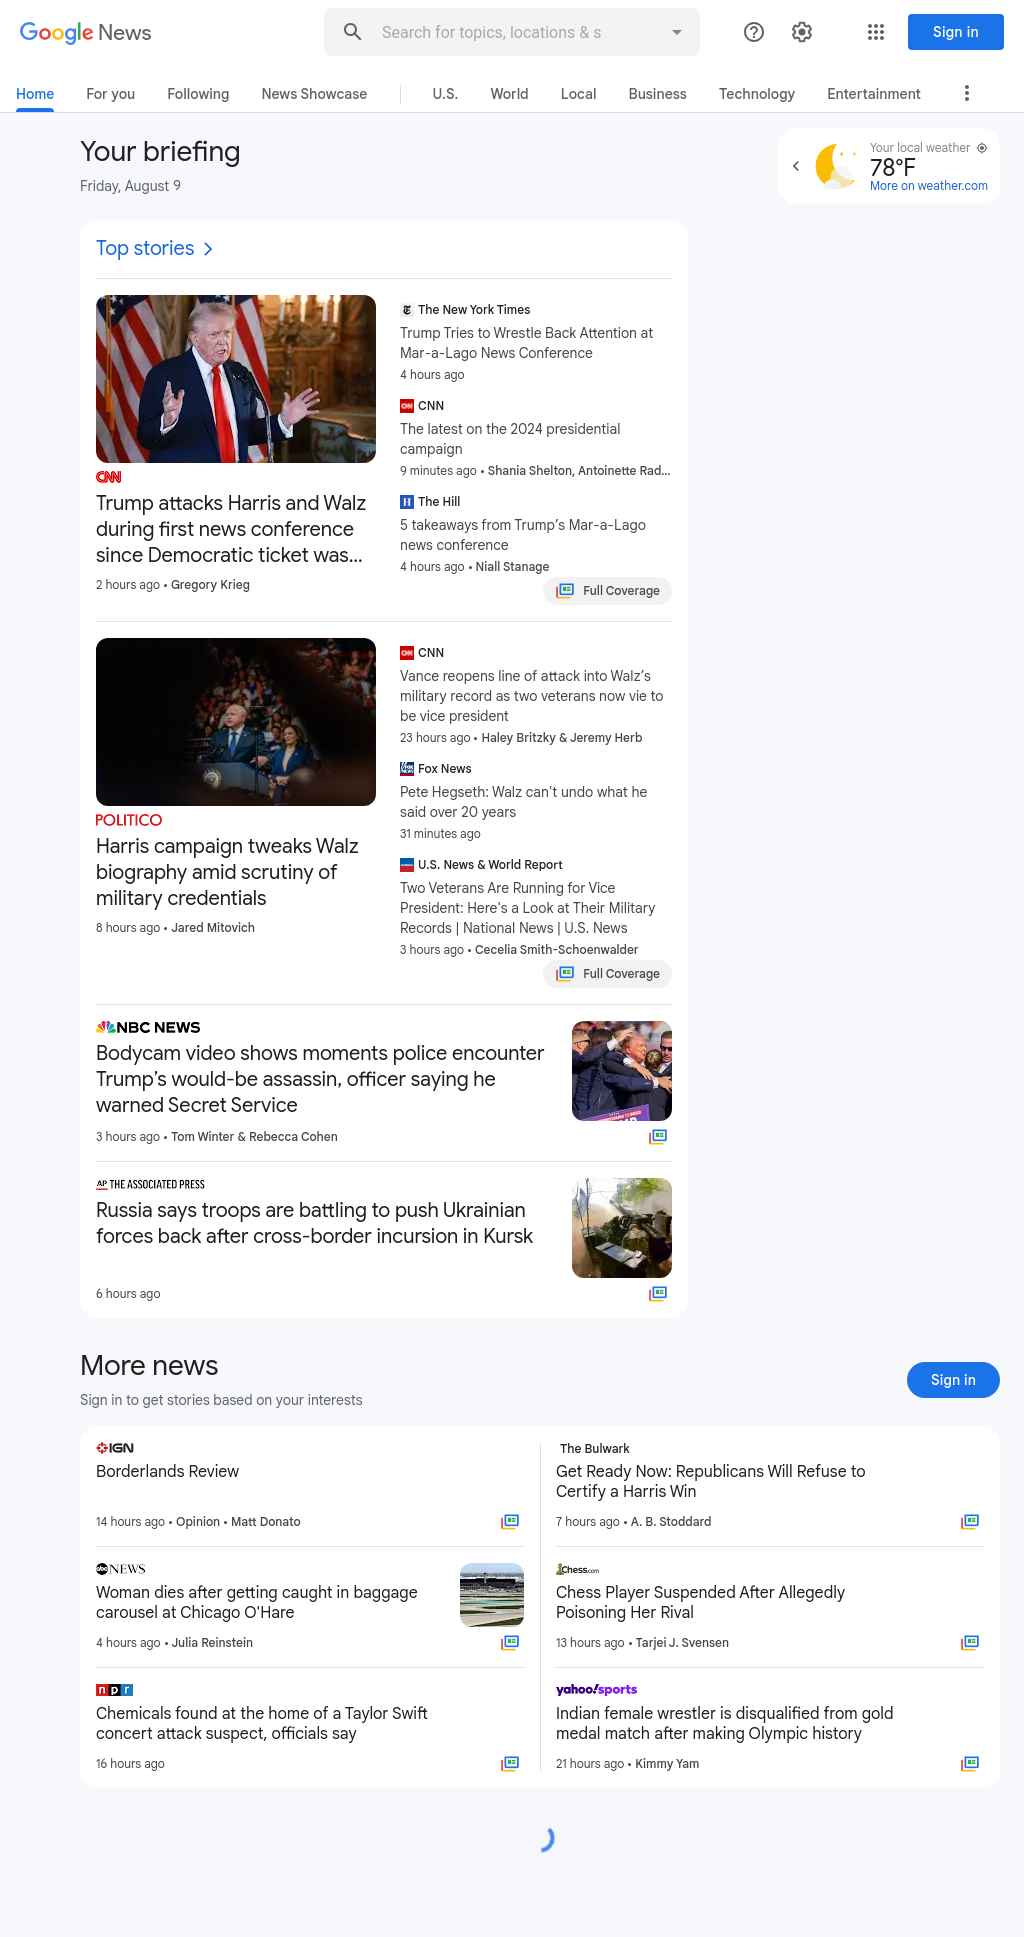 Google News
Search for topics, locations & s
Sign in
Home
For you
Following
News Showcase
U.S.
World
Local
Business
Technology
Entertainment
Your briefing
Friday, August 9
Your local weather
78°F
More on weather.com
Top stories
CNN
Trump attacks Harris and Walz
during first news conference
since Democratic ticket was...
2 hours ago • Gregory Krieg
The New York Times
Trump Tries to Wrestle Back Attention at
Mar-a-Lago News Conference
4 hours ago
CNN
The latest on the 2024 presidential
campaign
9 minutes ago • Shania Shelton, Antoinette Rad...
The Hill
5 takeaways from Trump’s Mar-a-Lago
news conference
4 hours ago • Niall Stanage
Full Coverage
POLITICO
Harris campaign tweaks Walz
biography amid scrutiny of
military credentials
8 hours ago • Jared Mitovich
CNN
Vance reopens line of attack into Walz’s
military record as two veterans now vie to
be vice president
23 hours ago • Haley Britzky & Jeremy Herb
Fox News
Pete Hegseth: Walz can't undo what he
said over 20 years
31 minutes ago
U.S. News & World Report
Two Veterans Are Running for Vice
President: Here's a Look at Their Military
Records | National News | U.S. News
3 hours ago • Cecelia Smith-Schoenwalder
Full Coverage
NBC NEWS
Bodycam video shows moments police encounter
Trump’s would-be assassin, officer saying he
warned Secret Service
3 hours ago • Tom Winter & Rebecca Cohen
AP THE ASSOCIATED PRESS
Russia says troops are battling to push Ukrainian
forces back after cross-border incursion in Kursk
6 hours ago
More news
Sign in to get stories based on your interests
Sign in
IGN
Borderlands Review
14 hours ago • Opinion • Matt Donato
abc NEWS
Woman dies after getting caught in baggage
carousel at Chicago O'Hare
4 hours ago • Julia Reinstein
npr
Chemicals found at the home of a Taylor Swift
concert attack suspect, officials say
16 hours ago
The Bulwark
Get Ready Now: Republicans Will Refuse to
Certify a Harris Win
7 hours ago • A. B. Stoddard
Chess.com
Chess Player Suspended After Allegedly
Poisoning Her Rival
13 hours ago • Tarjei J. Svensen
yahoo!sports
Indian female wrestler is disqualified from gold
medal match after making Olympic history
21 hours ago • Kimmy Yam